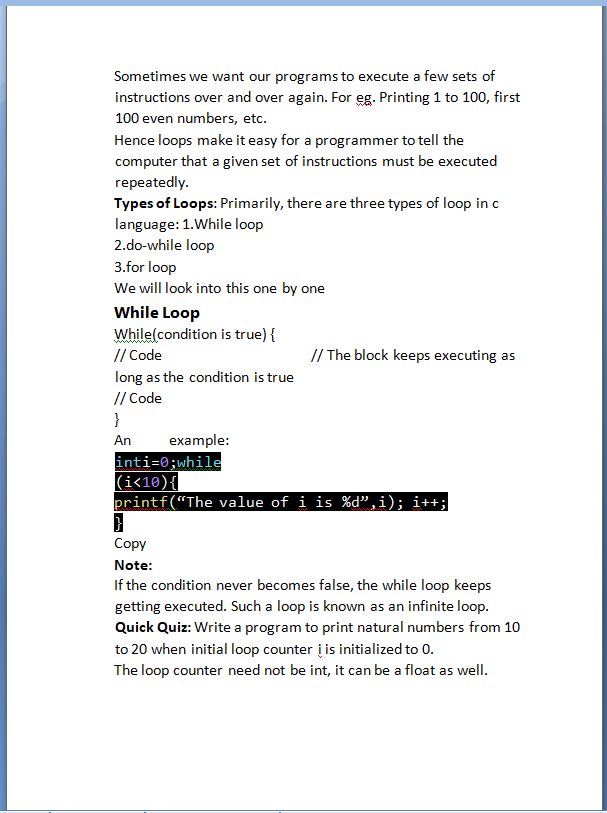 Sometimes we want our programs to execute a few sets of
instructions over and over again. For eg. Printing 1 to 100, first
100 even numbers, etc.
Hence loops make it easy for a programmer to tell the
computer that a given set of instructions must be executed
repeatedly.
Types of Loops: Primarily, there are three types of loop in c
language: 1.While loop
2.do-while loop
3.for loop
We will look into this one by one
While Loop
While(condition is true) {
// Code // The block keeps executing as
long as the condition is true
// Code
}
An example:
inti=0;while
(i<10){
printf(“The value of i is %d”,i); i++;
}
Copy
Note:
If the condition never becomes false, the while loop keeps
getting executed. Such a loop is known as an infinite loop.
Quick Quiz: Write a program to print natural numbers from 10
to 20 when initial loop counter i is initialized to 0.
The loop counter need not be int, it can be a float as well.